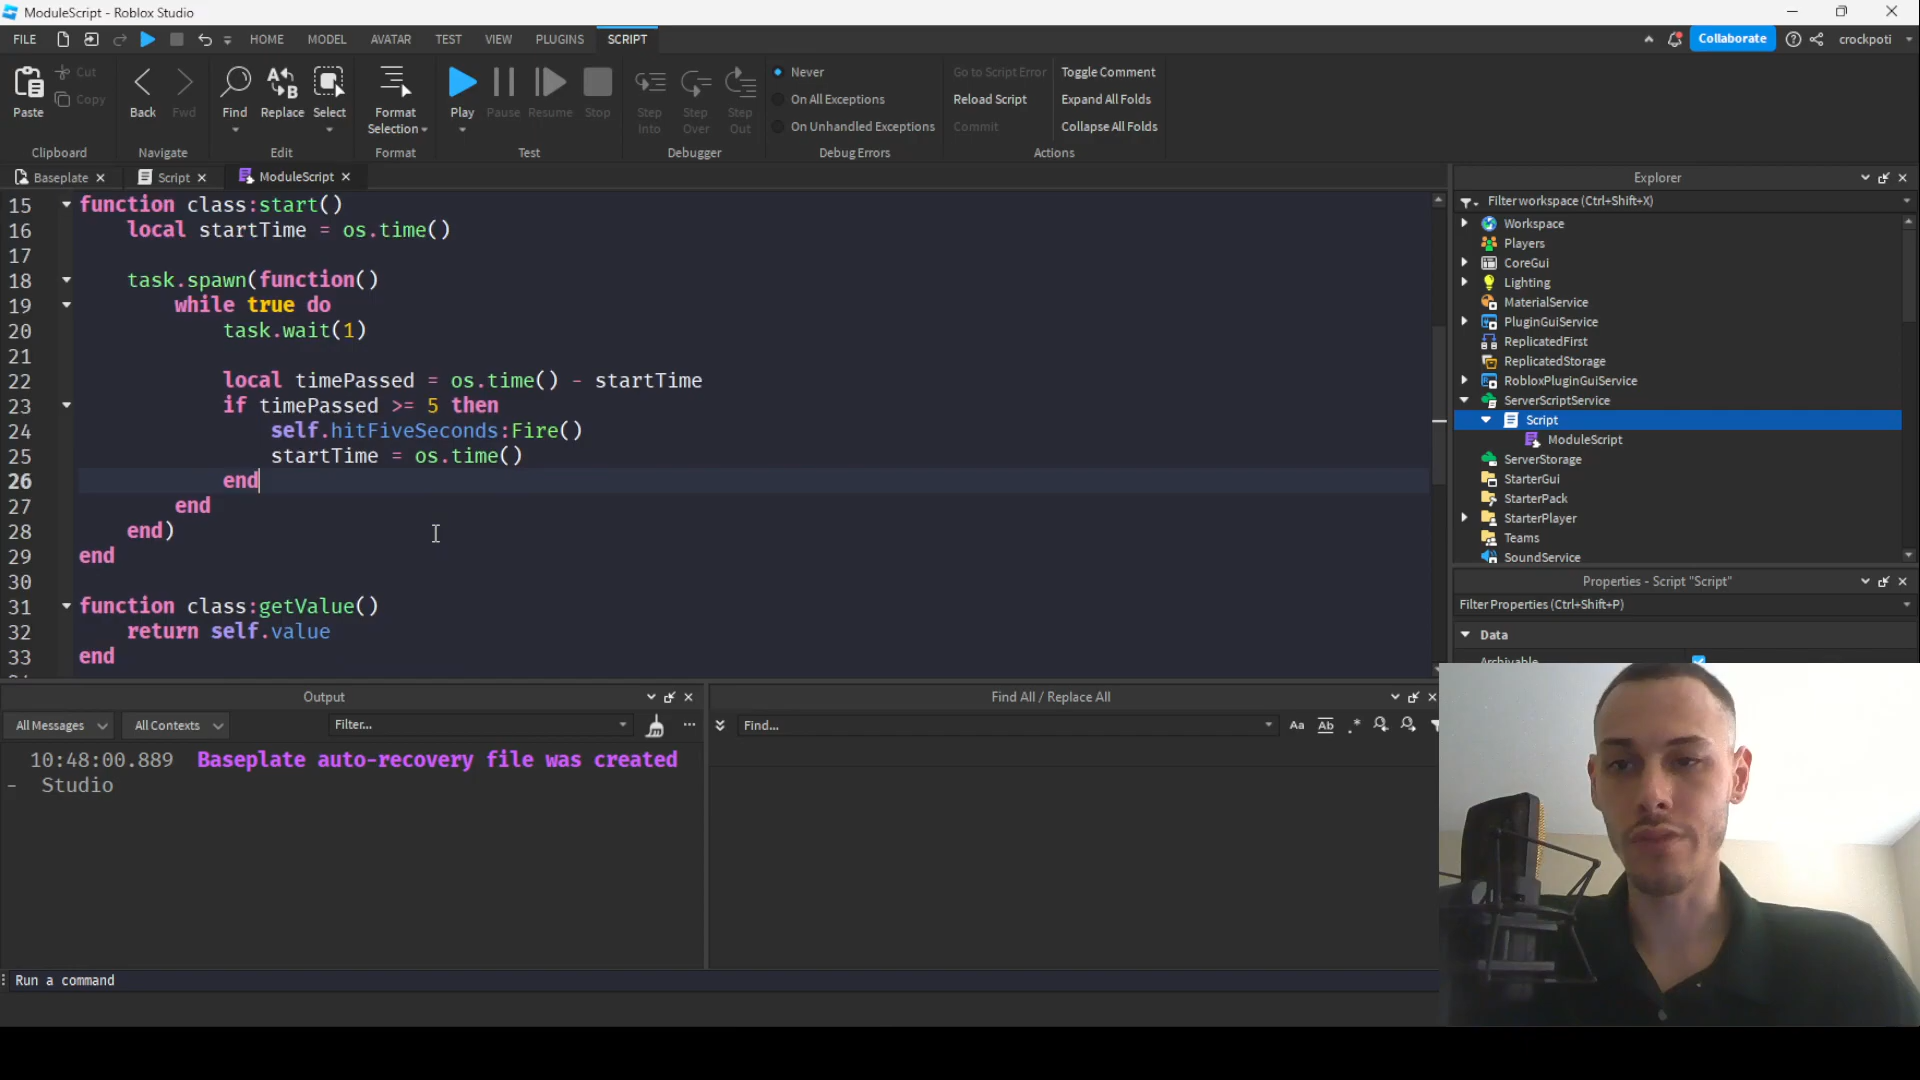 ModuleScript - Roblox Studio
FILE HOME MODEL AVATAR TEST VIEW PLUGINS SCRIPT Collaborate crockpoti
Paste Cut Copy
Back Fwd
Find Replace Select
Format Selection
Play Pause Resume Stop
Step Into Step Over Step Out
Never
On All Exceptions
On Unhandled Exceptions
Go to Script Error Toggle Comment
Reload Script Expand All Folds
Commit Collapse All Folds
Clipboard Navigate Edit Format Test Debugger Debug Errors Actions
Baseplate Script ModuleScript
15 function class:start()
16 local startTime = os.time()
17
18 task.spawn(function()
19 while true do
20 task.wait(1)
21
22 local timePassed = os.time() - startTime
23 if timePassed >= 5 then
24 self.hitFiveSeconds:Fire()
25 startTime = os.time()
26 end
27 end
28 end)
29 end
30
31 function class:getValue()
32 return self.value
33 end
Explorer
Filter workspace (Ctrl+Shift+X)
Workspace
Players
CoreGui
Lighting
MaterialService
PluginGuiService
ReplicatedFirst
ReplicatedStorage
RobloxPluginGuiService
ServerScriptService
Script
ModuleScript
ServerStorage
StarterGui
StarterPack
StarterPlayer
Teams
SoundService
Properties - Script "Script"
Filter Properties (Ctrl+Shift+P)
Data
Archivable
Output
All Messages All Contexts Filter...
10:48:00.889 Baseplate auto-recovery file was created
- Studio
Find All / Replace All
Find... Aa Ab .*
Run a command